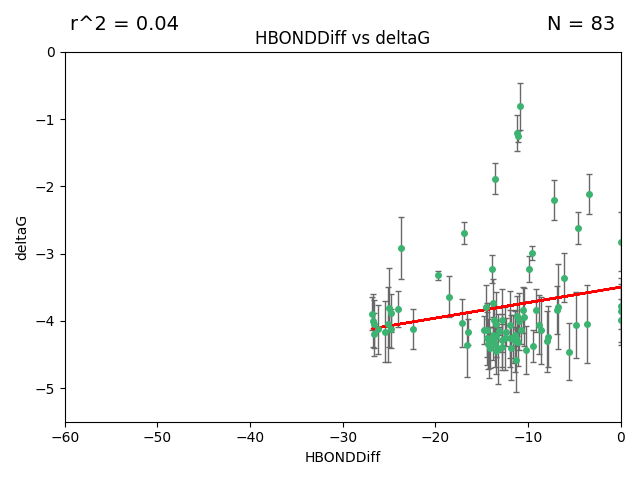 r^2 = 0.04
N = 83
HBONDDiff vs deltaG
0
−1
−2
−3
−4
−5
deltaG
−60
−50
−40
−30
−20
−10
0
HBONDDiff